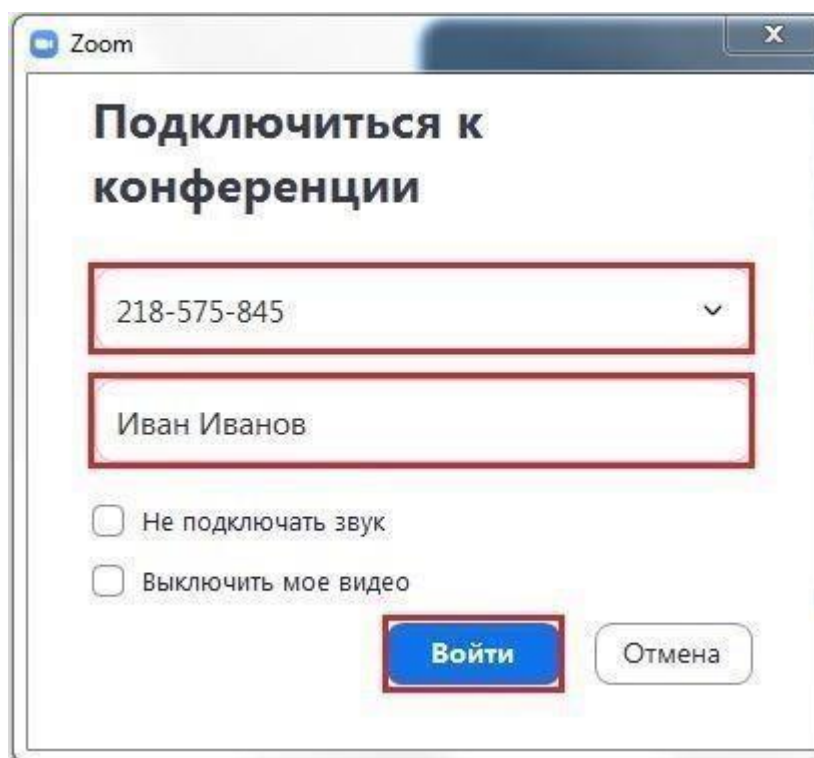 Zoom
Подключиться к
конференции
218-575-845
Иван Иванов
Не подключать звук
Выключить мое видео
Войти
Отмена